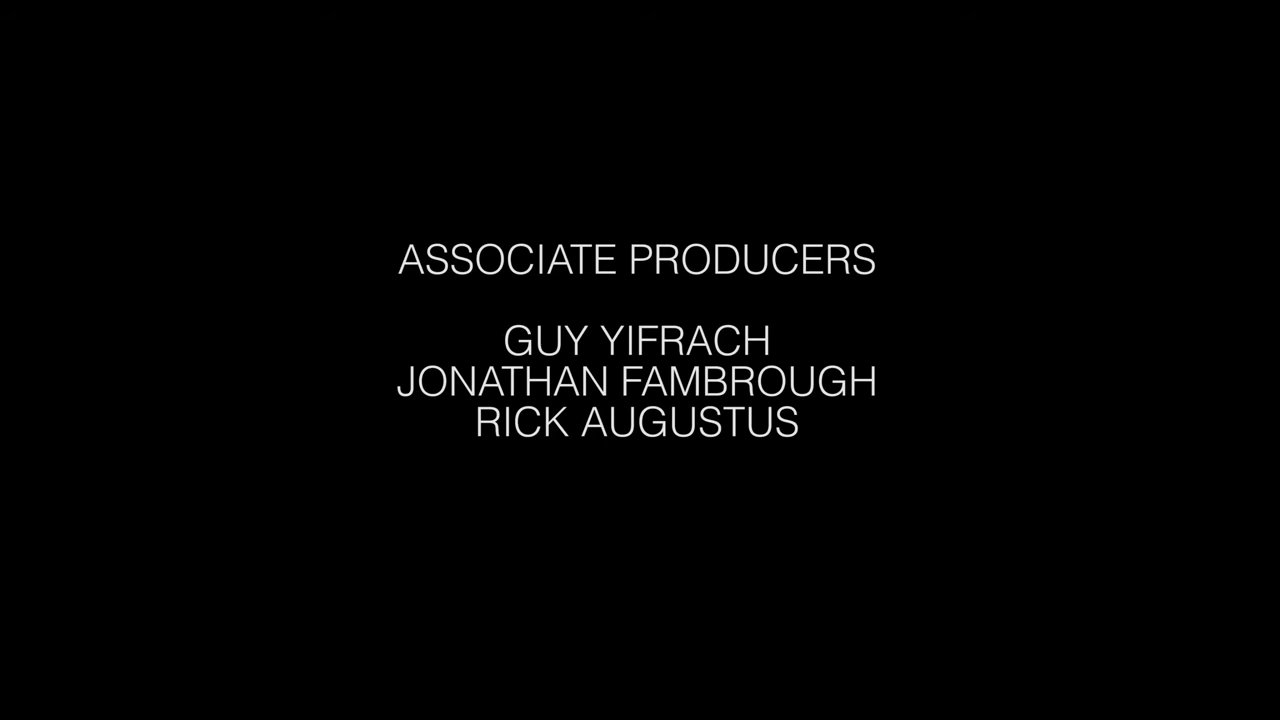 ASSOCIATE PRODUCERS
GUY YIFRACH
JONATHAN FAMBROUGH
RICK AUGUSTUS